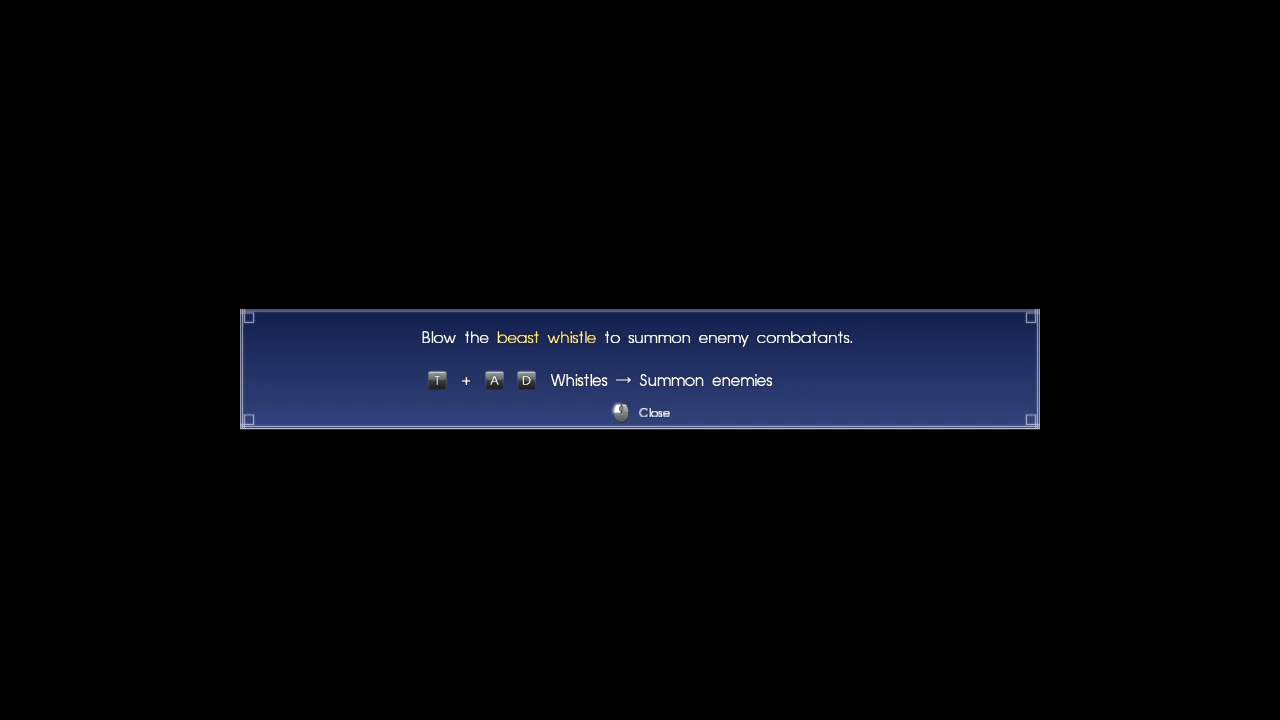 Blow the beast whistle to summon enemy combatants.
T + A D Whistles → Summon enemies
Close